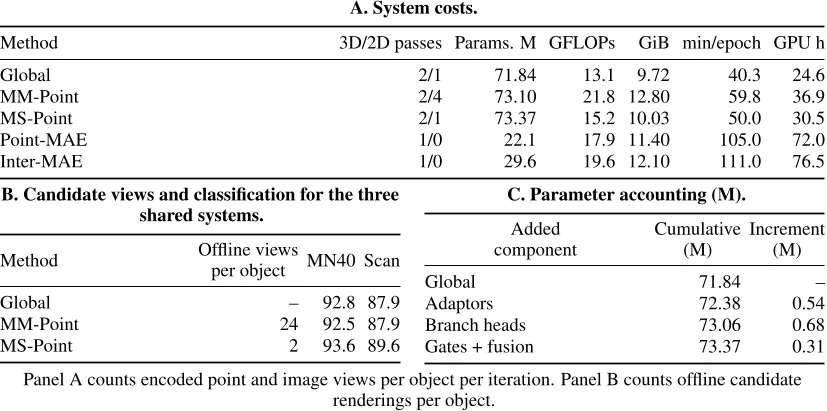 A. System costs.
Method 3D/2D passes Params. M GFLOPs GiB min/epoch GPU h
Global 2/1 71.84 13.1 9.72 40.3 24.6
MM-Point 2/4 73.10 21.8 12.80 59.8 36.9
MS-Point 2/1 73.37 15.2 10.03 50.0 30.5
Point-MAE 1/0 22.1 17.9 11.40 105.0 72.0
Inter-MAE 1/0 29.6 19.6 12.10 111.0 76.5
B. Candidate views and classification for the three
shared systems.
Method Offline views per object MN40 Scan
Global – 92.8 87.9
MM-Point 24 92.5 87.9
MS-Point 2 93.6 89.6
C. Parameter accounting (M).
Added component Cumulative (M) Increment (M)
Global 71.84 –
Adaptors 72.38 0.54
Branch heads 73.06 0.68
Gates + fusion 73.37 0.31
Panel A counts encoded point and image views per object per iteration. Panel B counts offline candidate
renderings per object.